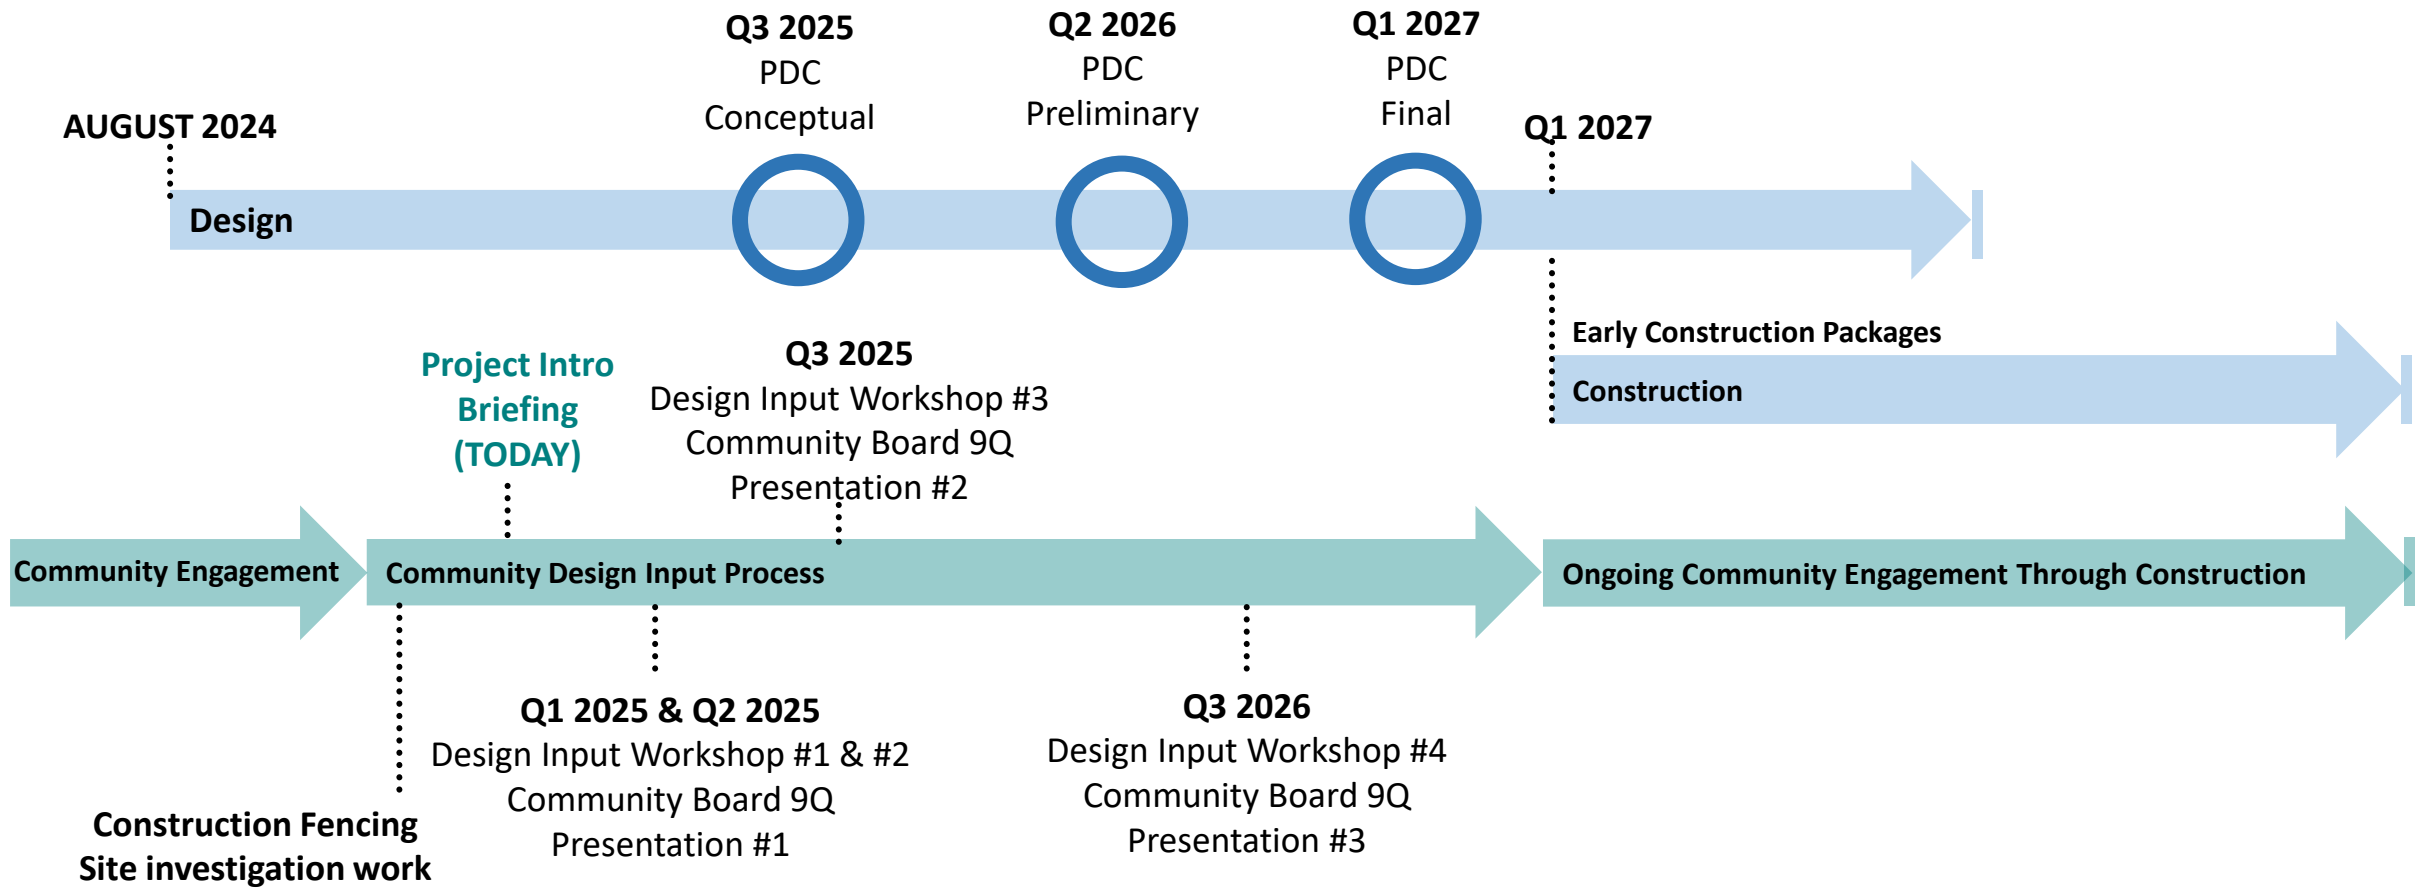 Q3 2025
PDC
Conceptual
Q2 2026
PDC
Preliminary
Q1 2027
PDC
Final
AUGUST 2024
Q1 2027
Design
Early Construction Packages
Construction
Project Intro
Briefing
(TODAY)
Q3 2025
Design Input Workshop #3
Community Board 9Q
Presentation #2
Community Engagement
Community Design Input Process
Ongoing Community Engagement Through Construction
Construction Fencing
Site investigation work
Q1 2025 & Q2 2025
Design Input Workshop #1 & #2
Community Board 9Q
Presentation #1
Q3 2026
Design Input Workshop #4
Community Board 9Q
Presentation #3